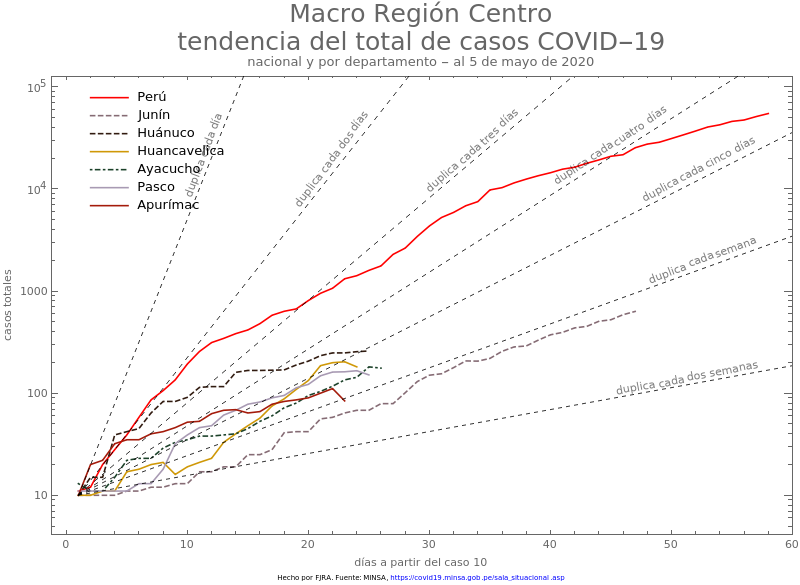 Macro Región Centro
tendencia del total de casos COVID−19
nacional y por departamento − al 5 de mayo de 2020
10^5
10^4
1000
100
10
casos totales
Perú
Junín
Huánuco
Huancavelica
Ayacucho
Pasco
Apurímac
duplica cada día
duplica cada dos días
duplica cada tres días
duplica cada cuatro días
duplica cada cinco días
duplica cada semana
duplica cada dos semanas
0 10 20 30 40 50 60
días a partir del caso 10
Hecho por FJRA. Fuente: MINSA, https://covid19.minsa.gob.pe/sala_situacional.asp